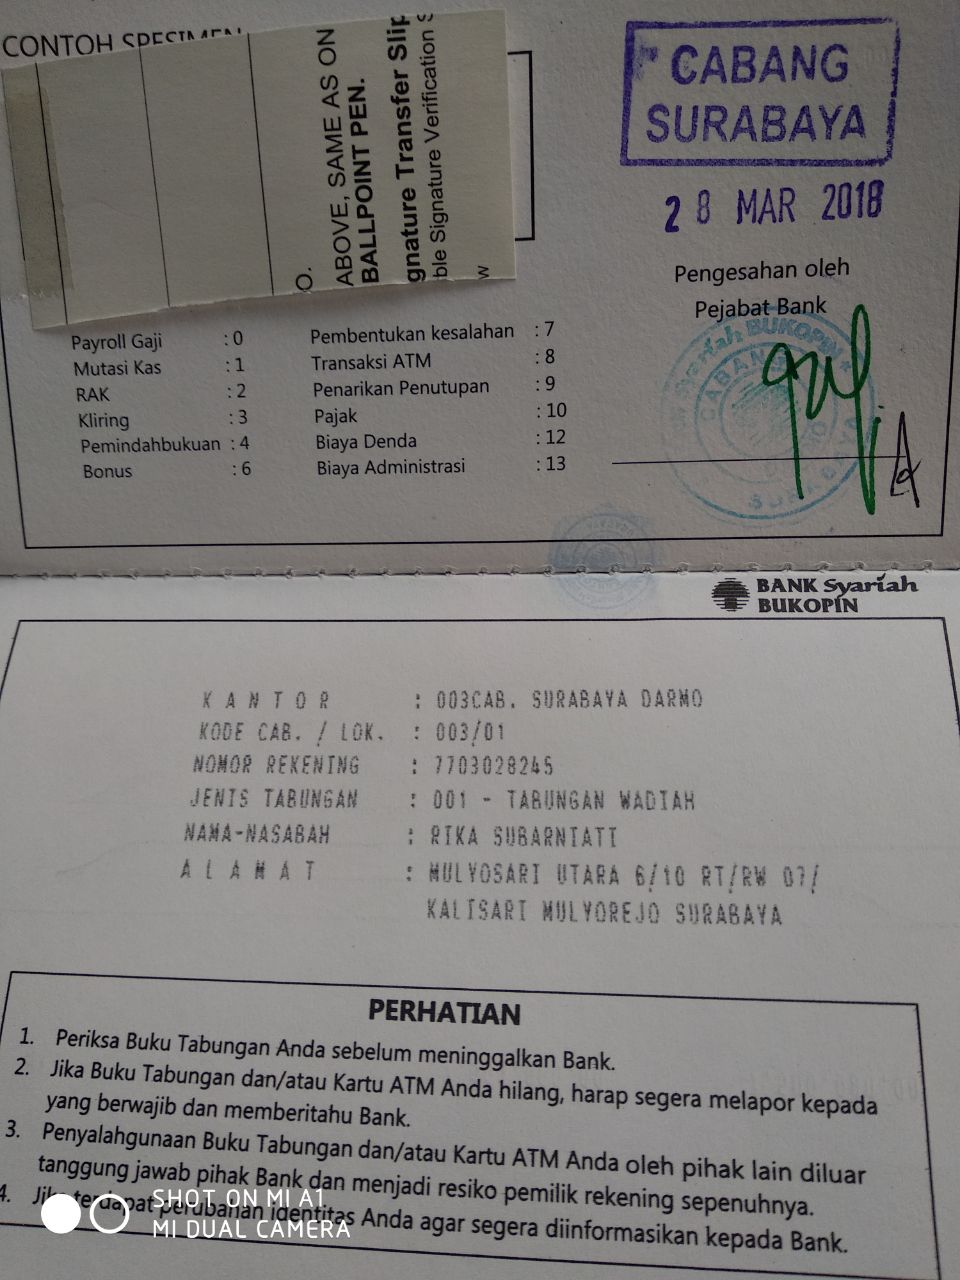 CONTOH SPESIMEN
ABOVE, SAME AS ON
BALLPOINT PEN.
gnature Transfer Slip
ble Signature Verification S
CABANG
SURABAYA
28 MAR 2018
Pengesahan oleh
Pejabat Bank
Syariah BUKOPIN
CABANG
SURABAYA
Payroll Gaji : 0
Mutasi Kas : 1
RAK : 2
Kliring : 3
Pemindahbukuan : 4
Bonus : 6
Pembentukan kesalahan : 7
Transaksi ATM : 8
Penarikan Penutupan : 9
Pajak : 10
Biaya Denda : 12
Biaya Administrasi : 13
BANK Syariah
BUKOPIN
K A N T O R : 003CAB. SURABAYA DARMO
KODE CAB. / LOK. : 003/01
NOMOR REKENING : 7703028245
JENIS TABUNGAN : 001 - TABUNGAN WADIAH
NAMA-NASABAH : RIKA SUBARNIATI
A L A M A T : MULYOSARI UTARA 6/10 RT/RW 07/
KALISARI MULYOREJO SURABAYA
PERHATIAN
1. Periksa Buku Tabungan Anda sebelum meninggalkan Bank.
2. Jika Buku Tabungan dan/atau Kartu ATM Anda hilang, harap segera melapor kepada
yang berwajib dan memberitahu Bank.
3. Penyalahgunaan Buku Tabungan dan/atau Kartu ATM Anda oleh pihak lain diluar
tanggung jawab pihak Bank dan menjadi resiko pemilik rekening sepenuhnya.
4. Jika terdapat perubahan identitas Anda agar segera diinformasikan kepada Bank.
SHOT ON MI A1
MI DUAL CAMERA